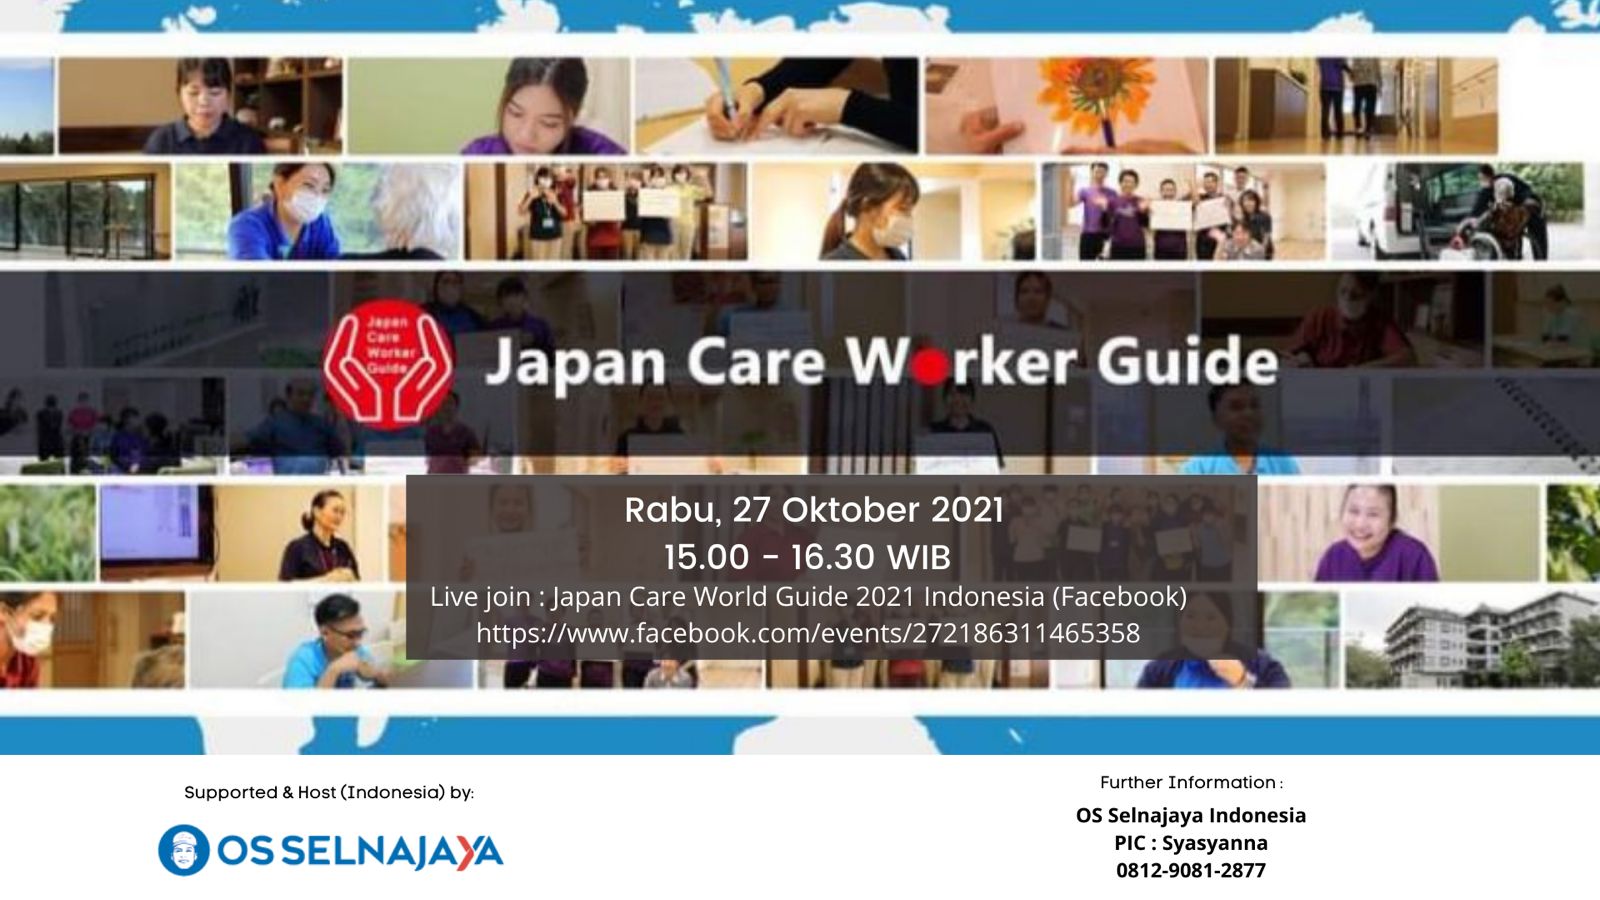 Japan
Care
Worker
Guide
Japan Care Worker Guide
Rabu, 27 Oktober 2021
15.00 - 16.30 WIB
Live join : Japan Care World Guide 2021 Indonesia (Facebook)
https://www.facebook.com/events/272186311465358
Supported & Host (Indonesia) by:
OS SELNAJAYA
Further Information :
OS Selnajaya Indonesia
PIC : Syasyanna
0812-9081-2877